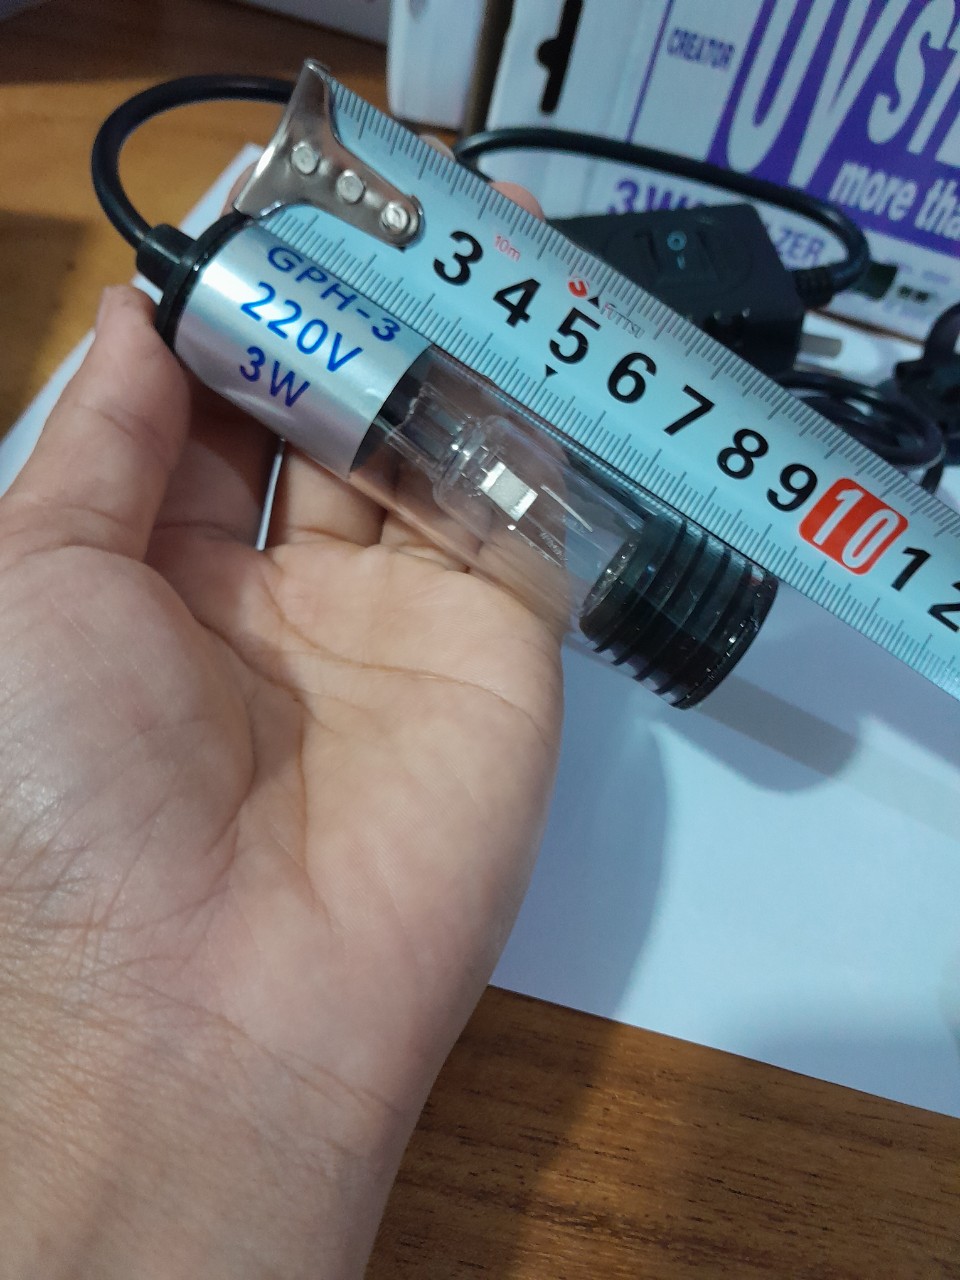 CREATOR
UVST
more tha
3W
ZER
10m
3 4 5 6 7 8 9 10 1 2
GPH-3
220V
3W